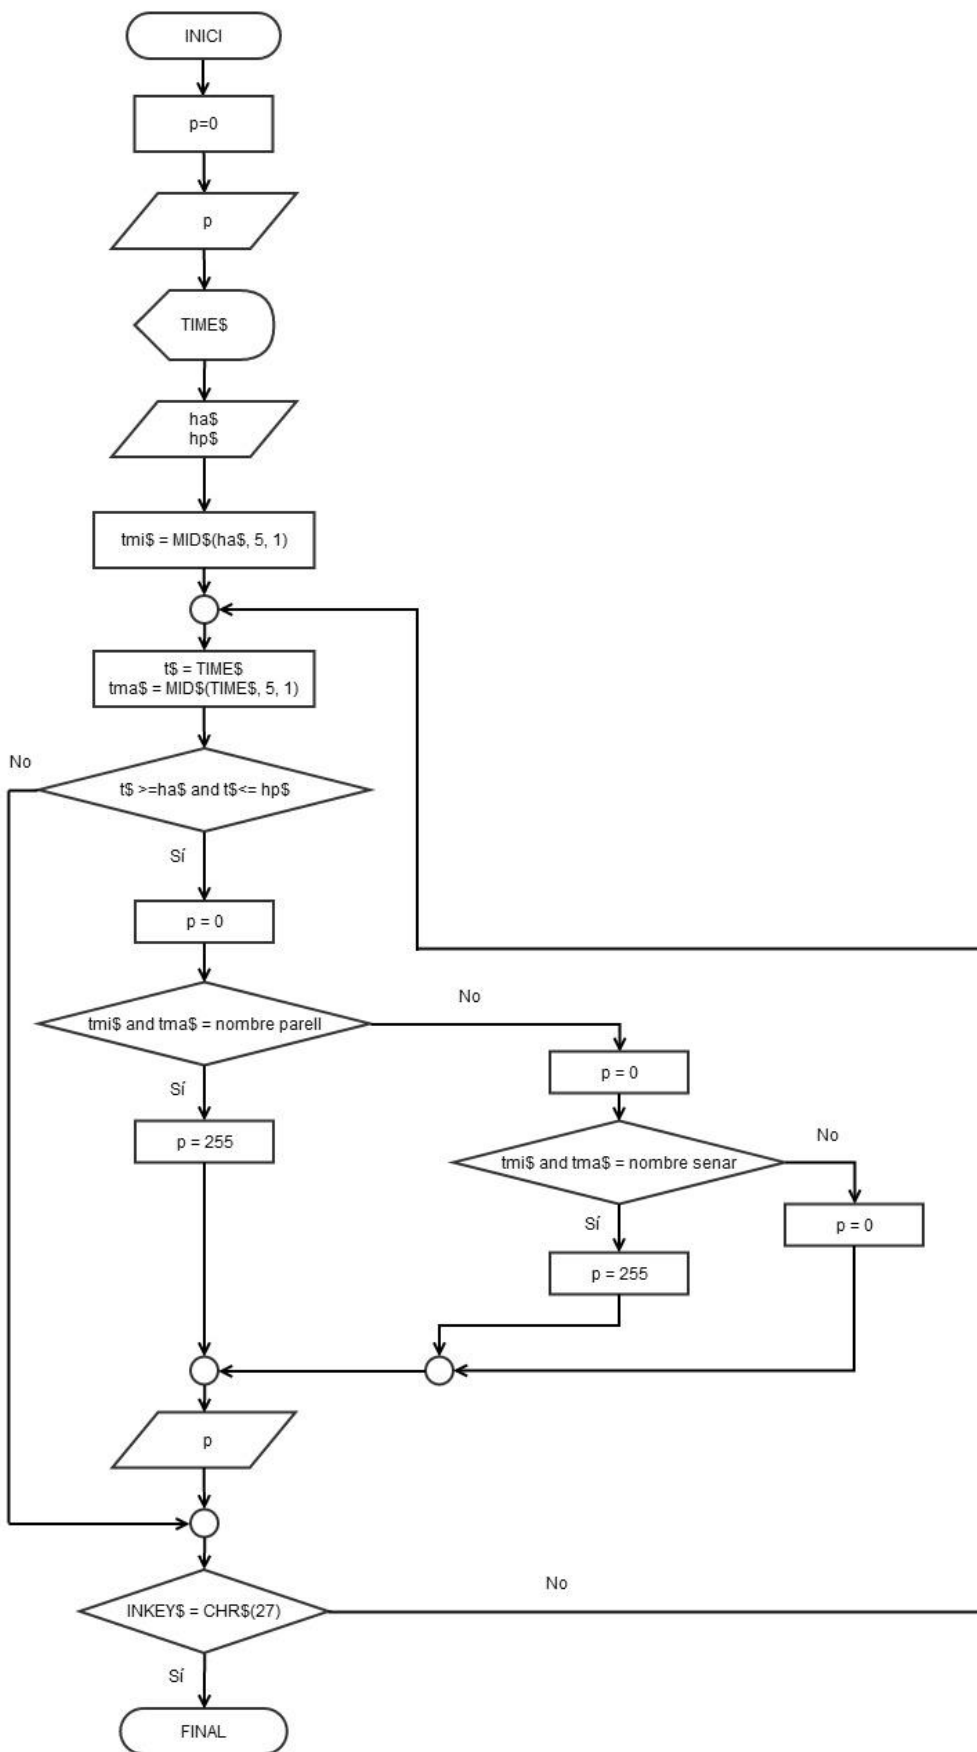 INICI
p=0
p
TIME$
ha$
hp$
tmi$ = MID$(ha$, 5, 1)
t$ = TIME$
tma$ = MID$(TIME$, 5, 1)
No
t$ >=ha$ and t$<= hp$
Sí
p = 0
tmi$ and tma$ = nombre parell
No
Sí
p = 255
p = 0
tmi$ and tma$ = nombre senar
No
Sí
p = 0
p = 255
p
INKEY$ = CHR$(27)
No
Sí
FINAL